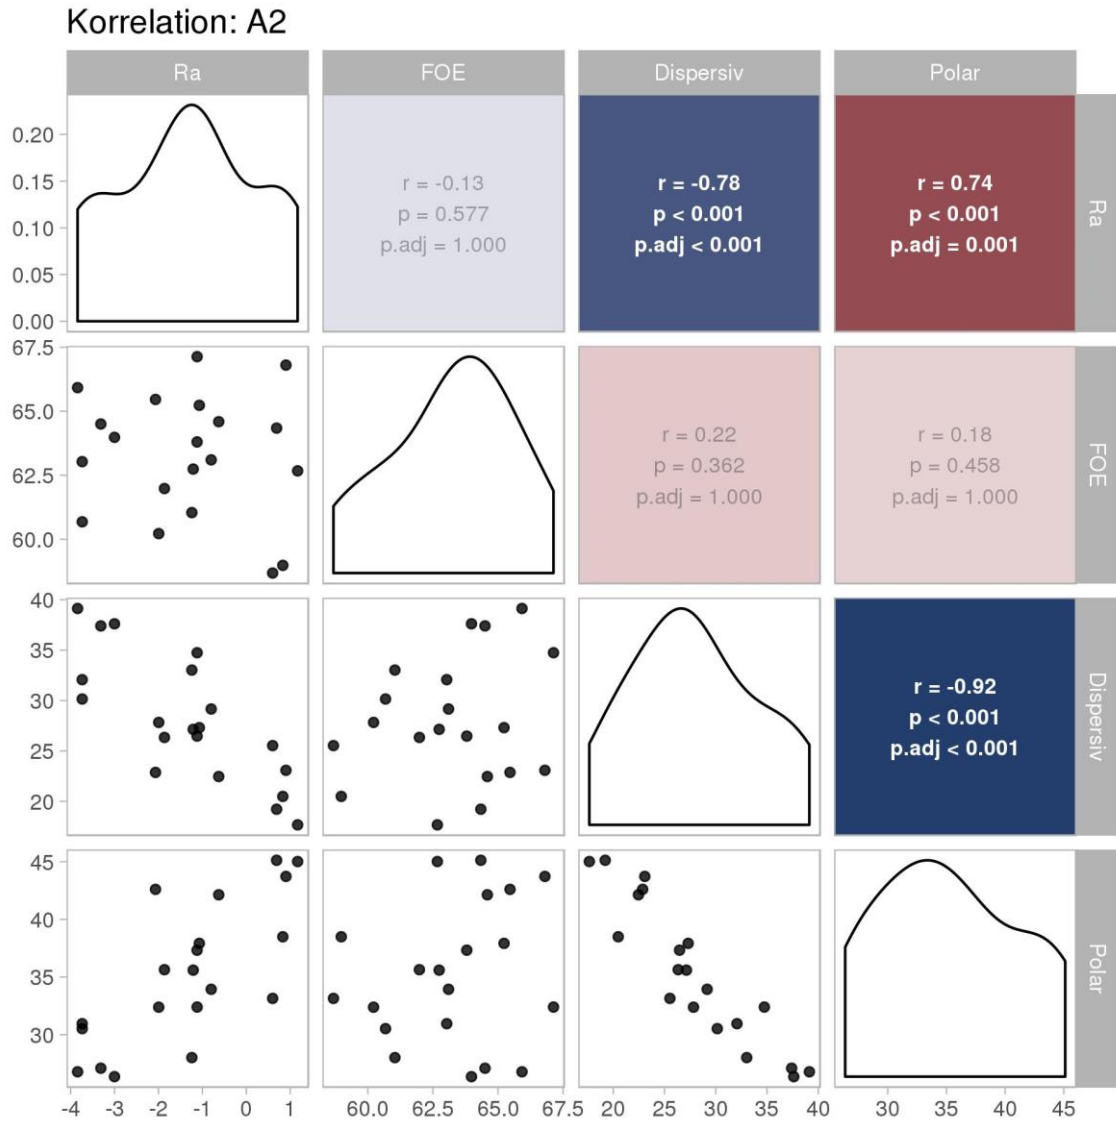 Korrelation: A2
Ra FOE Dispersiv Polar
0.20
0.15
0.10
0.05
0.00
r = -0.13
p = 0.577
p.adj = 1.000
r = -0.78
p < 0.001
p.adj < 0.001
r = 0.74
p < 0.001
p.adj = 0.001
Ra
67.5
65.0
62.5
60.0
r = 0.22
p = 0.362
p.adj = 1.000
r = 0.18
p = 0.458
p.adj = 1.000
FOE
40
35
30
25
20
r = -0.92
p < 0.001
p.adj < 0.001
Dispersiv
45
40
35
30
Polar
-4 -3 -2 -1 0 1 60.0 62.5 65.0 67.5 20 25 30 35 40 30 35 40 45